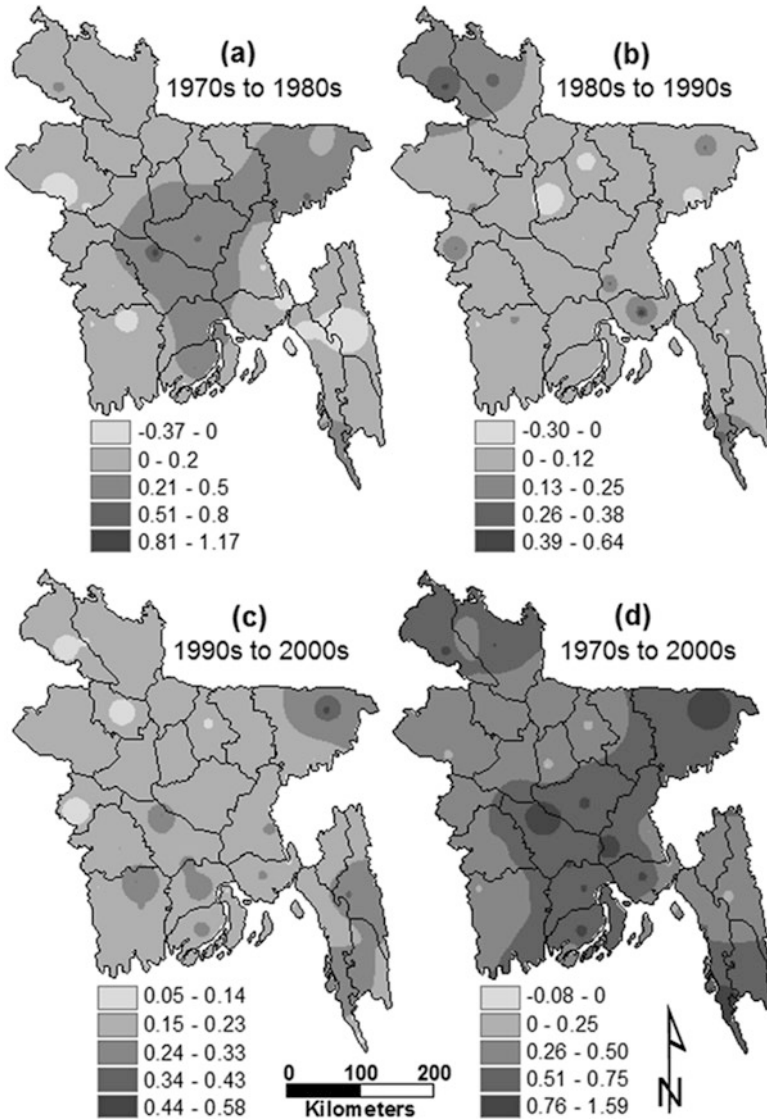 (a)
1970s to 1980s
-0.37 - 0
0 - 0.2
0.21 - 0.5
0.51 - 0.8
0.81 - 1.17
(b)
1980s to 1990s
-0.30 - 0
0 - 0.12
0.13 - 0.25
0.26 - 0.38
0.39 - 0.64
(c)
1990s to 2000s
0.05 - 0.14
0.15 - 0.23
0.24 - 0.33
0.34 - 0.43
0.44 - 0.58
(d)
1970s to 2000s
-0.08 - 0
0 - 0.25
0.26 - 0.50
0.51 - 0.75
0.76 - 1.59
0 100 200
Kilometers
N